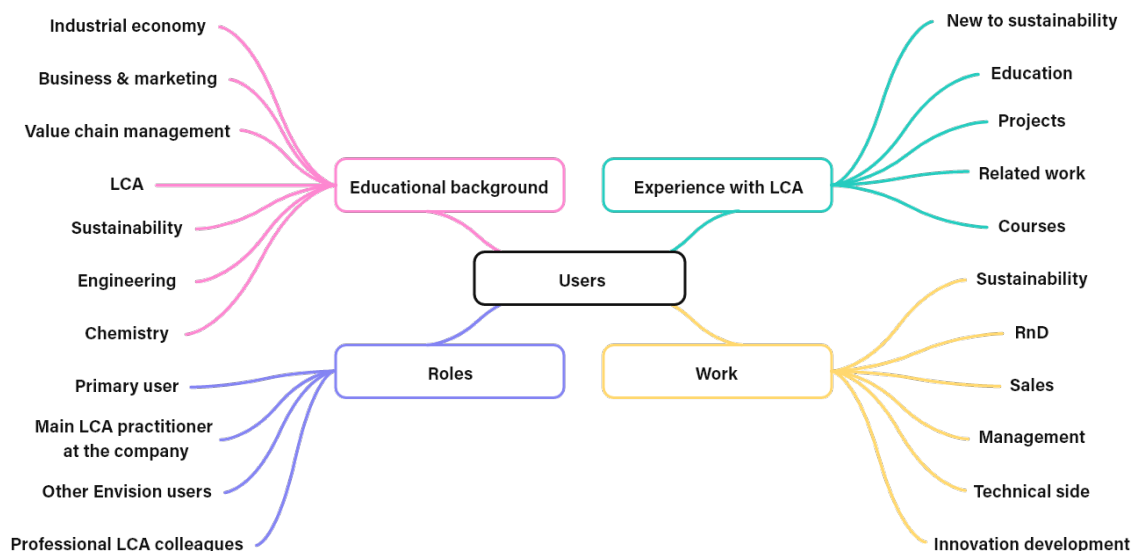 Industrial economy
Business & marketing
Value chain management
LCA
Sustainability
Engineering
Chemistry
Educational background
Experience with LCA
New to sustainability
Education
Projects
Related work
Courses
Users
Roles
Primary user
Main LCA practitioner
at the company
Other Envision users
Professional LCA colleagues
Work
Sustainability
RnD
Sales
Management
Technical side
Innovation development